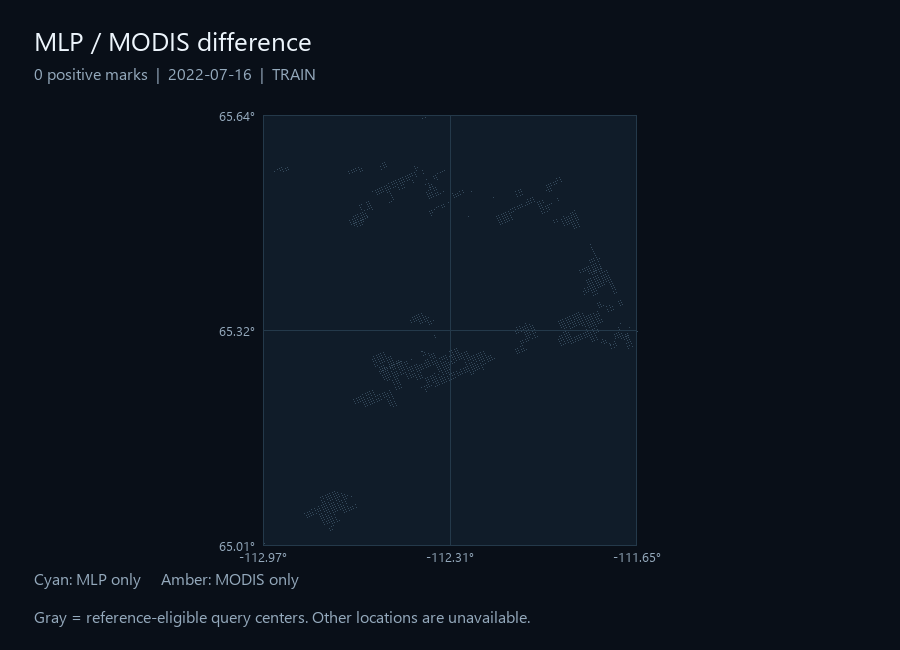 MLP / MODIS difference
0 positive marks | 2022-07-16 | TRAIN
65.64°
65.32°
65.01°
-112.97° -112.31° -111.65°
Cyan: MLP only Amber: MODIS only
Gray = reference-eligible query centers. Other locations are unavailable.